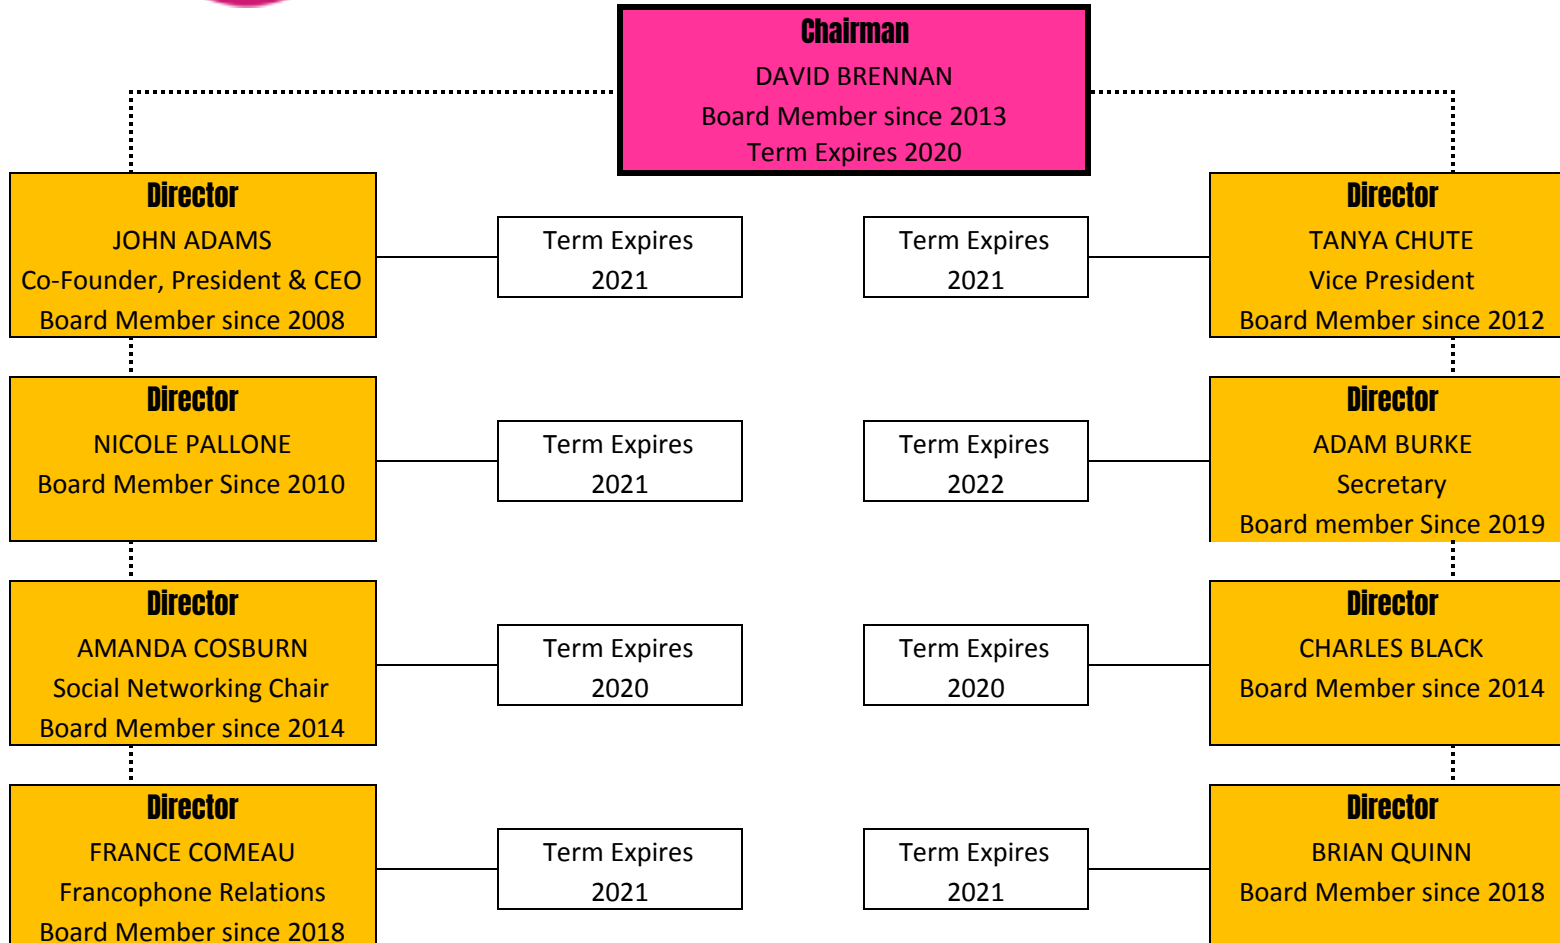 Chairman
DAVID BRENNAN
Board Member since 2013
Term Expires 2020
Director
JOHN ADAMS
Co-Founder, President & CEO
Board Member since 2008
Term Expires
2021
Term Expires
2021
Director
TANYA CHUTE
Vice President
Board Member since 2012
Director
NICOLE PALLONE
Board Member Since 2010
Term Expires
2021
Term Expires
2022
Director
ADAM BURKE
Secretary
Board member Since 2019
Director
AMANDA COSBURN
Social Networking Chair
Board Member since 2014
Term Expires
2020
Term Expires
2020
Director
CHARLES BLACK
Board Member since 2014
Director
FRANCE COMEAU
Francophone Relations
Board Member since 2018
Term Expires
2021
Term Expires
2021
Director
BRIAN QUINN
Board Member since 2018